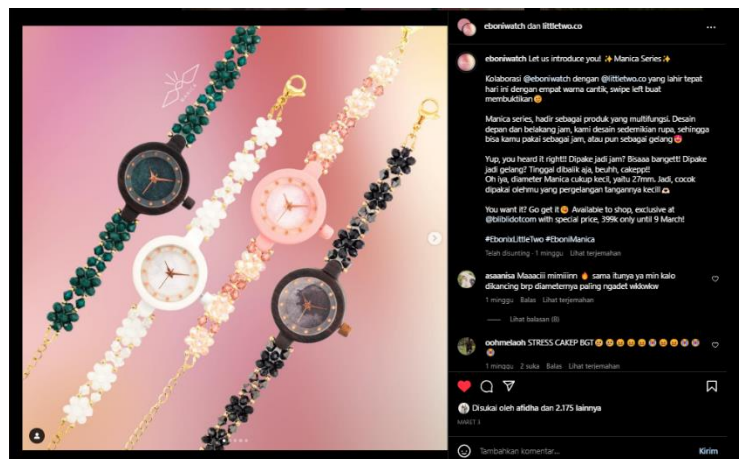 eboniwatch dan littletwo.co
eboniwatch Let us introduce you! ✨ Manica Series ✨
Kolaborasi @eboniwatch dengan @littletwo.co yang lahir tepat
hari ini dengan empat warna cantik, swipe left buat
membuktikan
Manica series, hadir sebagai produk yang multifungsi. Desain
depan dan belakang jam, kami desain sedemikian rupa, sehingga
bisa kamu pakai sebagai jam, atau pun sebagai gelang
Yup, you heard it right!! Dipake jadi jam? Bisaaa bangett! Dipake
jadi gelang? Tinggal dibalik aja, beuhh, cakepp!!
Oh iya, diameter Manica cukup kecil, yaitu 27mm. Jadi, cocok
dipakai olehmu yang pergelangan tangannya kecill
You want it? Go get it Available to shop, exclusive at
@bliblidotcom with special price, 399k only until 9 March!
#EbonixLittleTwo #EboniManica
Telah disunting · 1 minggu Lihat terjemahan
asaanisa Maaaciii mimiiinn 🔥 sama itunya ya min kalo
dikancing brp diameternya paling ngadet wkkwkw
1 minggu Balas Lihat terjemahan
Lihat balasan (8)
oohmelaoh STRESS CAKEP BGT
1 minggu 2 suka Balas Lihat terjemahan
Disukai oleh afidha dan 2.175 lainnya
MARET 3
Tambahkan komentar...
Kirim